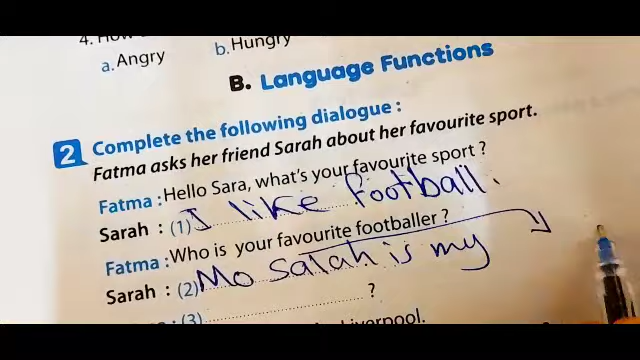 4. How
a. Angry b. Hungry
B. Language Functions
2 Complete the following dialogue :
Fatma asks her friend Sarah about her favourite sport.
Fatma : Hello Sara, what's your favourite sport ?
Sarah : (1) I like football.
Fatma : Who is your favourite footballer ?
Sarah : (2) Mo Salah is my
: (3) ?
Liverpool.